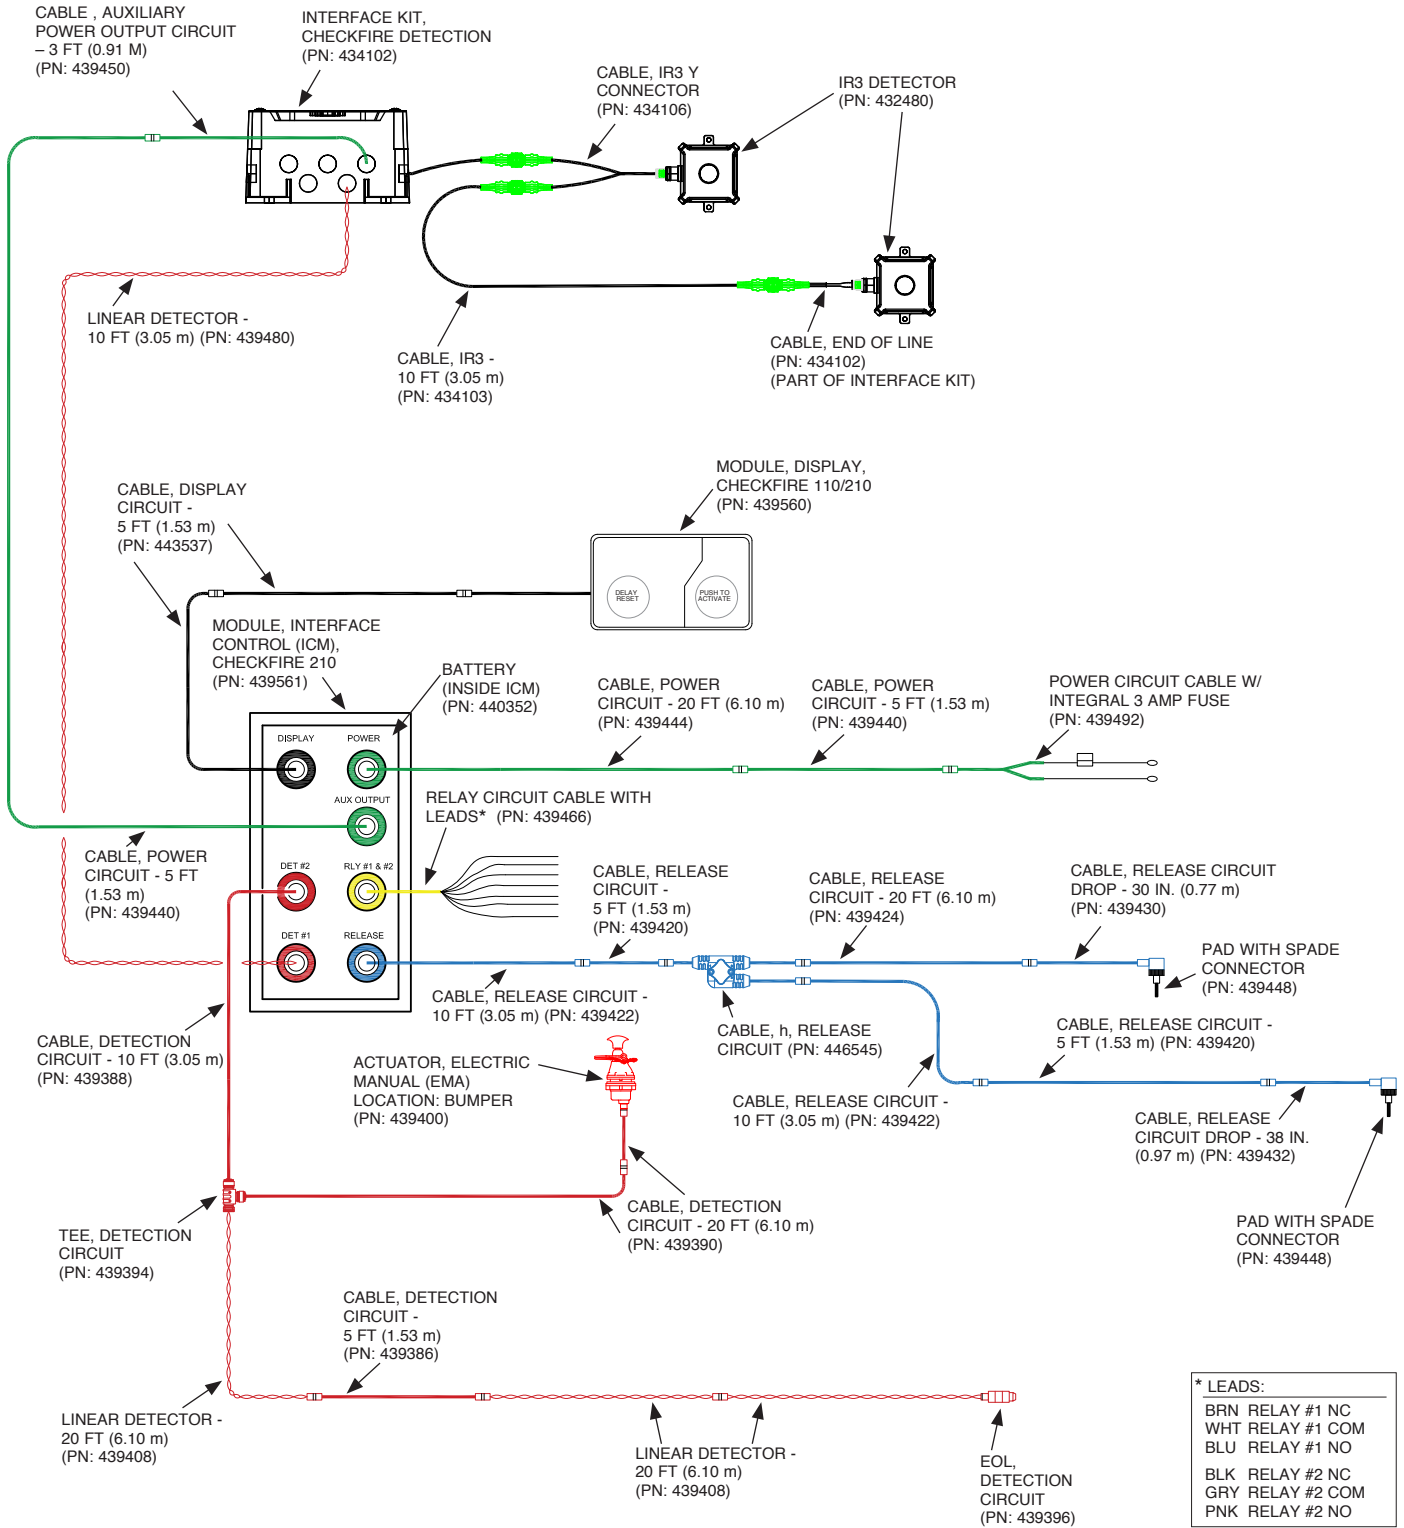 CABLE , AUXILIARY
POWER OUTPUT CIRCUIT
– 3 FT (0.91 M)
(PN: 439450)
INTERFACE KIT,
CHECKFIRE DETECTION
(PN: 434102)
CABLE, IR3 Y
CONNECTOR
(PN: 434106)
IR3 DETECTOR
(PN: 432480)
LINEAR DETECTOR -
10 FT (3.05 m) (PN: 439480)
CABLE, IR3 -
10 FT (3.05 m)
(PN: 434103)
CABLE, END OF LINE
(PN: 434102)
(PART OF INTERFACE KIT)
CABLE, DISPLAY
CIRCUIT -
5 FT (1.53 m)
(PN: 443537)
MODULE, DISPLAY,
CHECKFIRE 110/210
(PN: 439560)
DELAY
RESET
PUSH TO
ACTIVATE
MODULE, INTERFACE
CONTROL (ICM),
CHECKFIRE 210
(PN: 439561)
BATTERY
(INSIDE ICM)
(PN: 440352)
CABLE, POWER
CIRCUIT - 20 FT (6.10 m)
(PN: 439444)
CABLE, POWER
CIRCUIT - 5 FT (1.53 m)
(PN: 439440)
POWER CIRCUIT CABLE W/
INTEGRAL 3 AMP FUSE
(PN: 439492)
DISPLAY
POWER
AUX OUTPUT
DET #2
RLY #1 & #2
DET #1
RELEASE
RELAY CIRCUIT CABLE WITH
LEADS* (PN: 439466)
CABLE, POWER
CIRCUIT - 5 FT
(1.53 m)
(PN: 439440)
CABLE, RELEASE
CIRCUIT -
5 FT (1.53 m)
(PN: 439420)
CABLE, RELEASE
CIRCUIT - 20 FT (6.10 m)
(PN: 439424)
CABLE, RELEASE CIRCUIT
DROP - 30 IN. (0.77 m)
(PN: 439430)
PAD WITH SPADE
CONNECTOR
(PN: 439448)
CABLE, RELEASE CIRCUIT -
10 FT (3.05 m) (PN: 439422)
CABLE, h, RELEASE
CIRCUIT (PN: 446545)
CABLE, RELEASE CIRCUIT -
5 FT (1.53 m) (PN: 439420)
CABLE, DETECTION
CIRCUIT - 10 FT (3.05 m)
(PN: 439388)
ACTUATOR, ELECTRIC
MANUAL (EMA)
LOCATION: BUMPER
(PN: 439400)
CABLE, RELEASE CIRCUIT -
10 FT (3.05 m) (PN: 439422)
CABLE, RELEASE
CIRCUIT DROP - 38 IN.
(0.97 m) (PN: 439432)
TEE, DETECTION
CIRCUIT
(PN: 439394)
CABLE, DETECTION
CIRCUIT - 20 FT (6.10 m)
(PN: 439390)
PAD WITH SPADE
CONNECTOR
(PN: 439448)
CABLE, DETECTION
CIRCUIT -
5 FT (1.53 m)
(PN: 439386)
LINEAR DETECTOR -
20 FT (6.10 m)
(PN: 439408)
LINEAR DETECTOR -
20 FT (6.10 m)
(PN: 439408)
EOL,
DETECTION
CIRCUIT
(PN: 439396)
* LEADS:
BRN RELAY #1 NC
WHT RELAY #1 COM
BLU RELAY #1 NO
BLK RELAY #2 NC
GRY RELAY #2 COM
PNK RELAY #2 NO